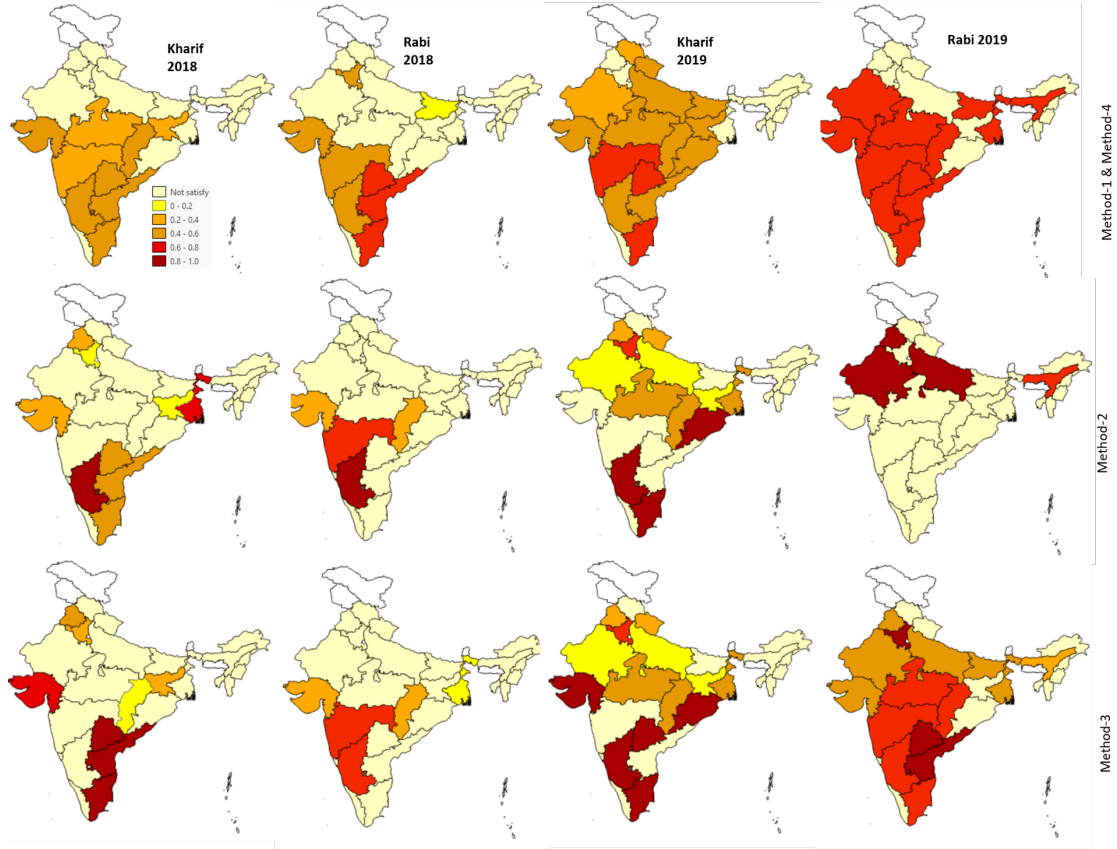 Kharif
2018
Rabi
2018
Kharif
2019
Rabi 2019
Not satisfy
0 - 0.2
0.2 - 0.4
0.4 - 0.6
0.6 - 0.8
0.8 - 1.0
Method-1 & Method-4
Method-2
Method-3